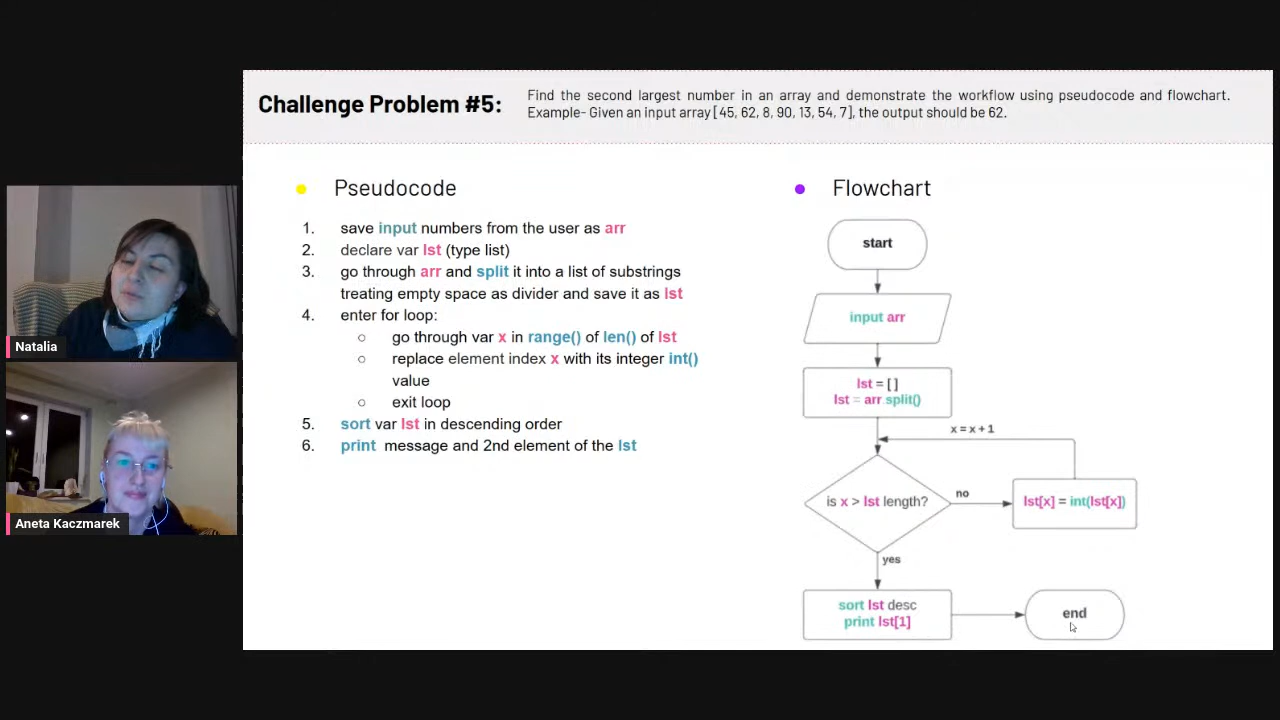 Challenge Problem #5:
Find the second largest number in an array and demonstrate the workflow using pseudocode and flowchart.
Example- Given an input array [45, 62, 8, 90, 13, 54, 7], the output should be 62.
Pseudocode
1. save input numbers from the user as arr
2. declare var lst (type list)
3. go through arr and split it into a list of substrings
treating empty space as divider and save it as lst
4. enter for loop:
○ go through var x in range() of len() of lst
○ replace element index x with its integer int()
value
○ exit loop
5. sort var lst in descending order
6. print message and 2nd element of the lst
Flowchart
start
input arr
lst = [ ]
lst = arr.split()
x = x + 1
is x > lst length?
no
lst[x] = int(lst[x])
yes
sort lst desc
print lst[1]
end
Natalia
Aneta Kaczmarek